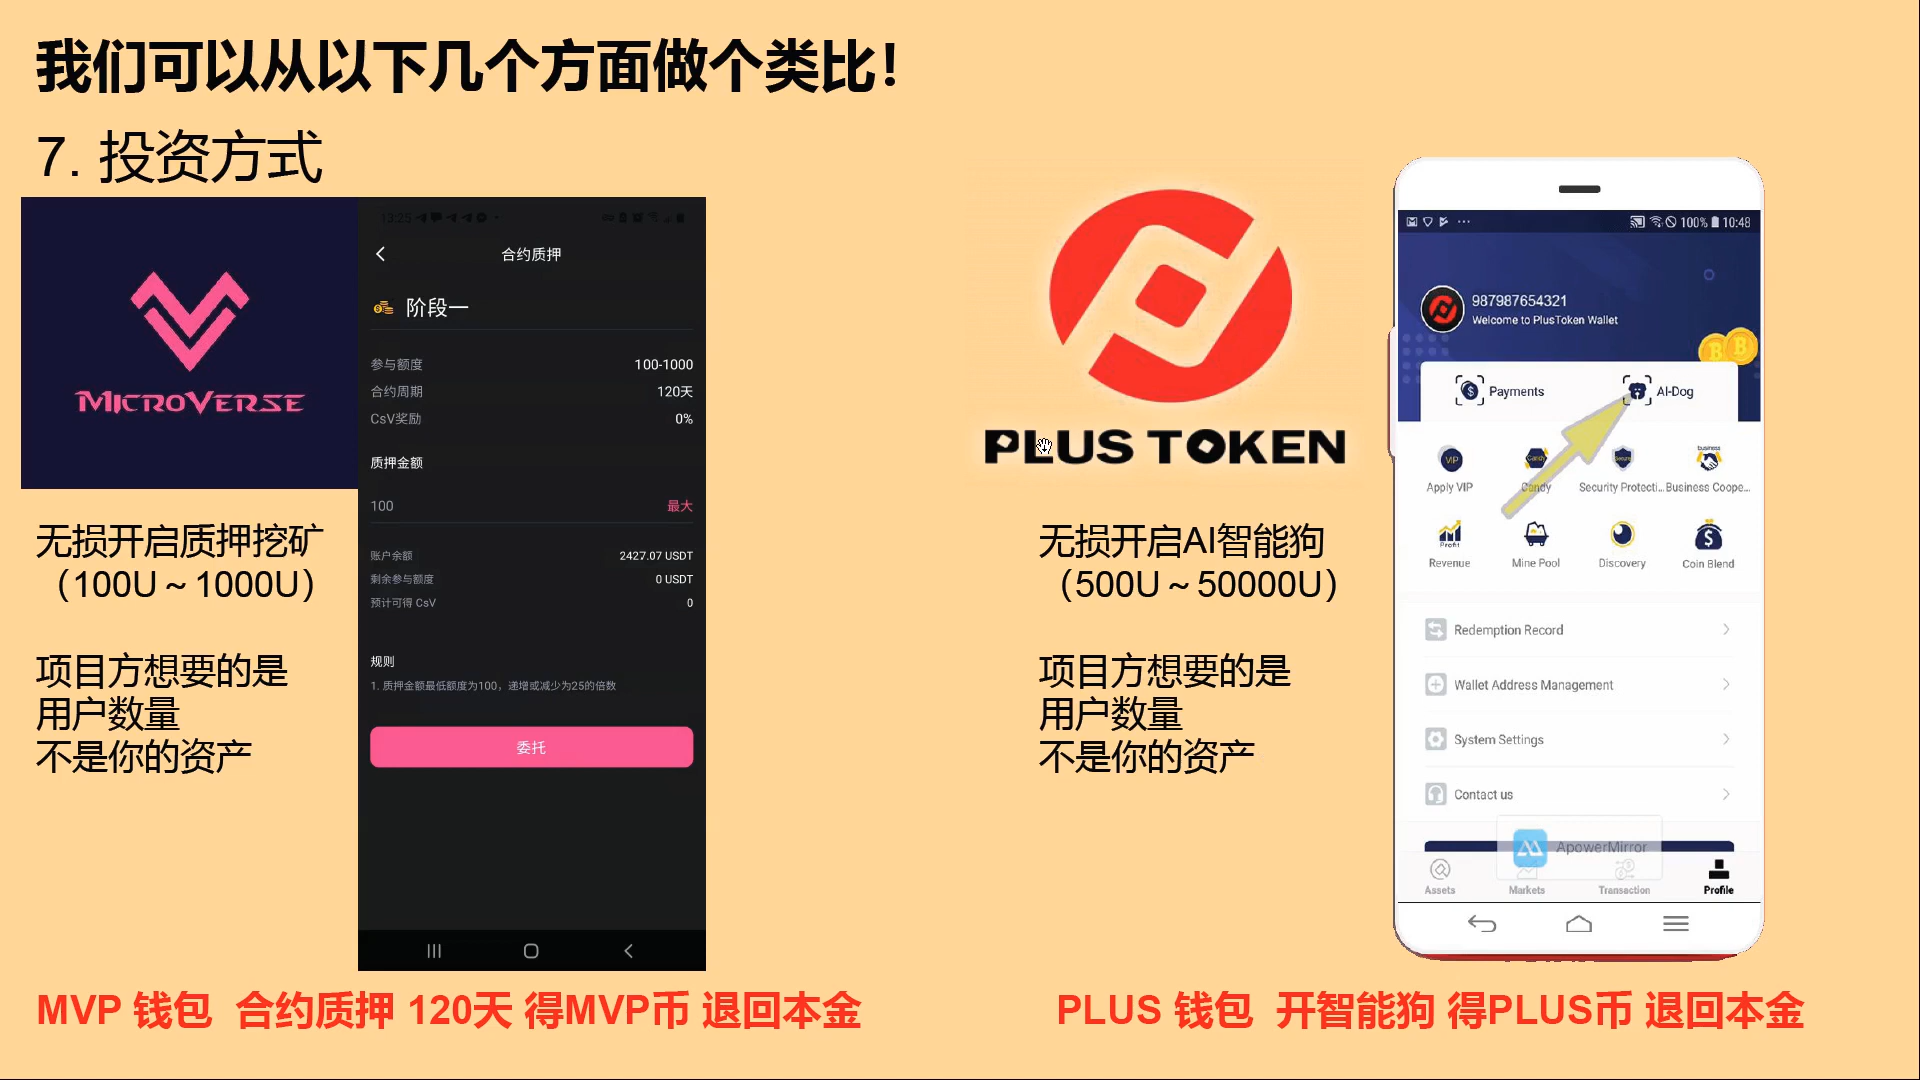 我们可以从以下几个方面做个类比！
7. 投资方式
MICROVERSE
13:25
合约质押
阶段一
参与额度 100-1000
合约周期 120天
CsV奖励 0%
质押金额
100 最大
账户余额 2427.07 USDT
剩余参与额度 0 USDT
预计可得 CsV 0
规则
1. 质押金额最低额度为100，递增或减少为25的倍数
委托
无损开启质押挖矿
（100U～1000U）
项目方想要的是
用户数量
不是你的资产
MVP 钱包 合约质押 120天 得MVP币 退回本金
PLUS TOKEN
无损开启AI智能狗
（500U～50000U）
项目方想要的是
用户数量
不是你的资产
100% 10:48
987987654321
Welcome to PlusToken Wallet
Payments AI-Dog
Apply VIP Candy Security Protecti... Business Coope...
Revenue Mine Pool Discovery Coin Blend
Redemption Record
Wallet Address Management
System Settings
Contact us
ApowerMirror
Assets Markets Transaction Profile
PLUS 钱包 开智能狗 得PLUS币 退回本金